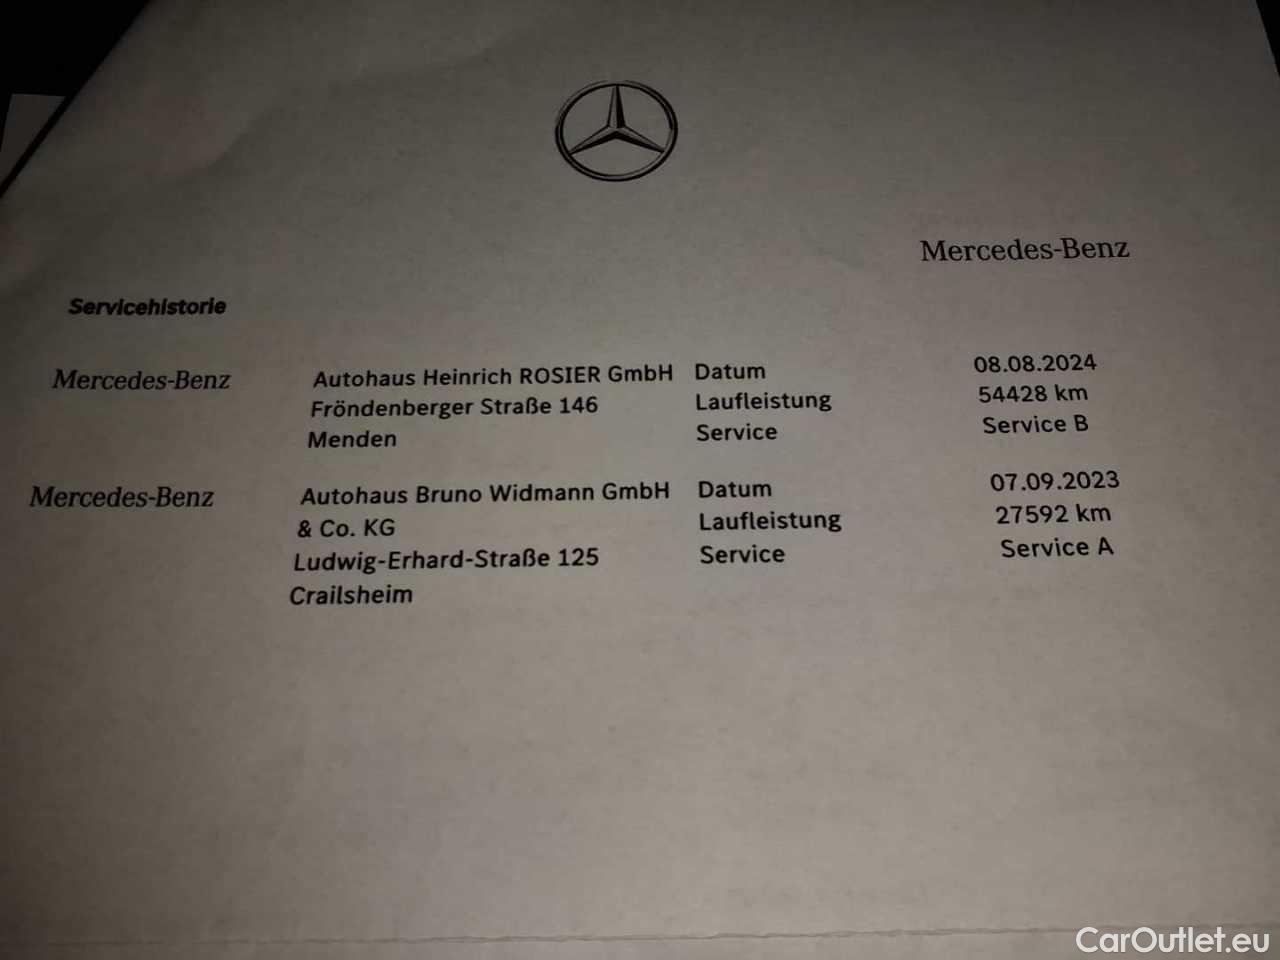 Mercedes-Benz
Servicehistorie
Mercedes-Benz Autohaus Heinrich ROSIER GmbH Datum 08.08.2024
Fröndenberger Straße 146 Laufleistung 54428 km
Menden Service Service B
Mercedes-Benz Autohaus Bruno Widmann GmbH Datum 07.09.2023
& Co. KG Laufleistung 27592 km
Ludwig-Erhard-Straße 125 Service Service A
Crailsheim
CarOutlet.eu